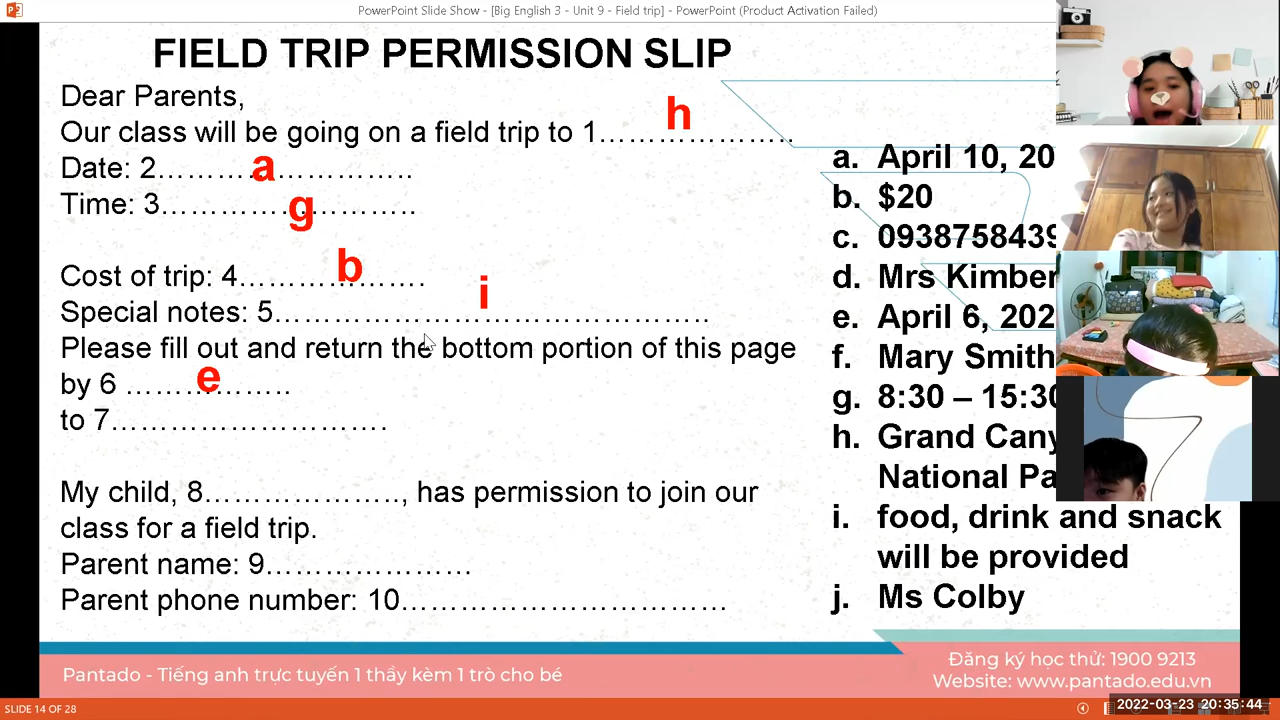 PowerPoint Slide Show - [Big English 3 - Unit 9 - Field trip] - PowerPoint (Product Activation Failed)
FIELD TRIP PERMISSION SLIP
Dear Parents,
Our class will be going on a field trip to 1………………..
h
Date: 2……………………..
a
Time: 3……………………..
g
Cost of trip: 4……………….
b
Special notes: 5……………………………………..
i
Please fill out and return the bottom portion of this page
by 6 ……………..
e
to 7……………………….
My child, 8……………….., has permission to join our
class for a field trip.
Parent name: 9…………………
Parent phone number: 10……………………………
a. April 10, 20
b. $20
c. 0938758439
d. Mrs Kimber
e. April 6, 202
f. Mary Smith
g. 8:30 – 15:30
h. Grand Cany
National Pa
i. food, drink and snack
will be provided
j. Ms Colby
Pantado - Tiếng anh trực tuyến 1 thầy kèm 1 trò cho bé
Đăng ký học thử: 1900 9213
Website: www.pantado.edu.vn
SLIDE 14 OF 28
2022-03-23 20:35:44